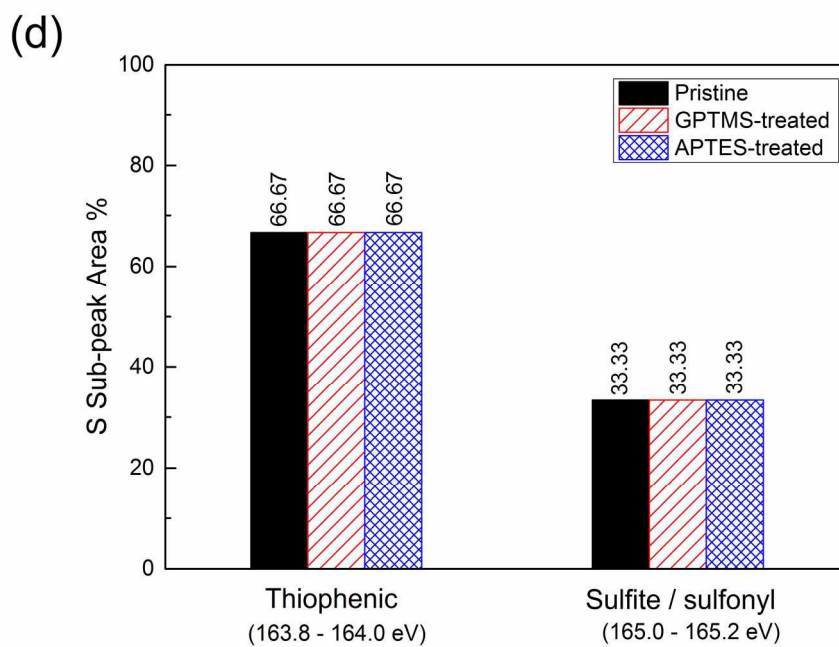 (d)
100
80
60
40
20
0
S Sub-peak Area %
Pristine
GPTMS-treated
APTES-treated
66.67
66.67
66.67
33.33
33.33
33.33
Thiophenic
(163.8 - 164.0 eV)
Sulfite / sulfonyl
(165.0 - 165.2 eV)